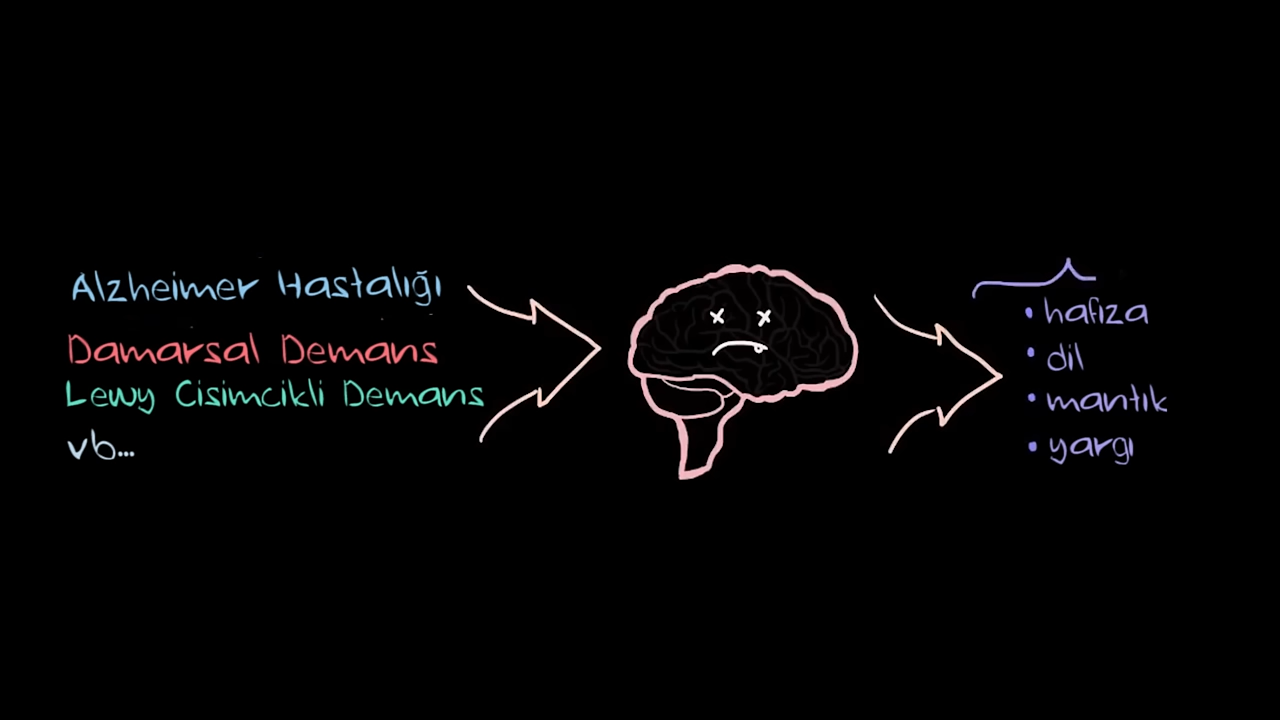 Alzheimer Hastalığı
Damarsal Demans
Lewy Cisimcikli Demans
vb...
• hafıza
• dil
• mantık
• yargı